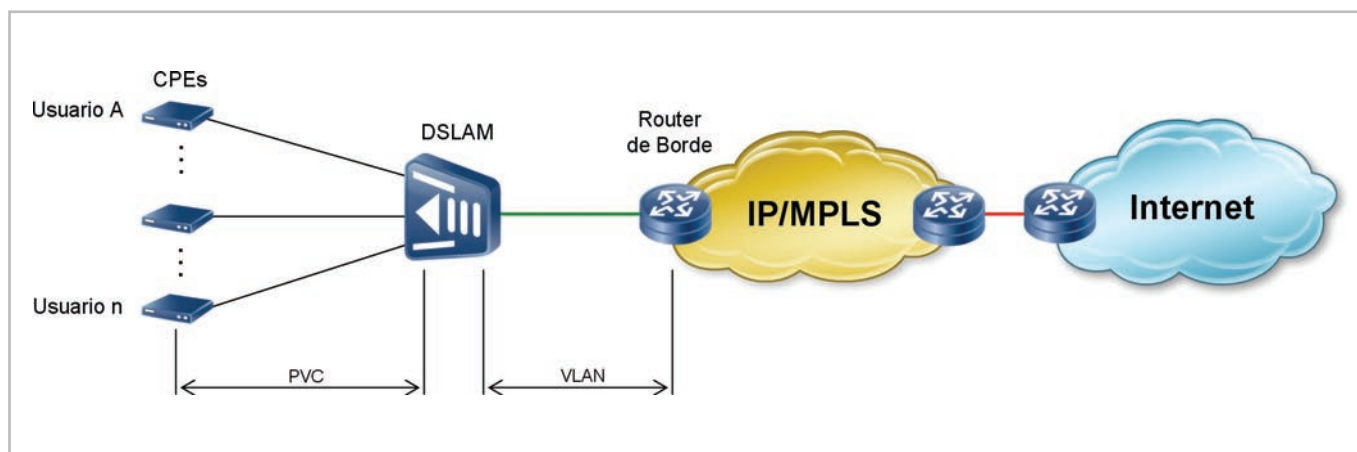 CPEs
Usuario A
DSLAM
Router
de Borde
IP/MPLS
Internet
Usuario n
PVC
VLAN